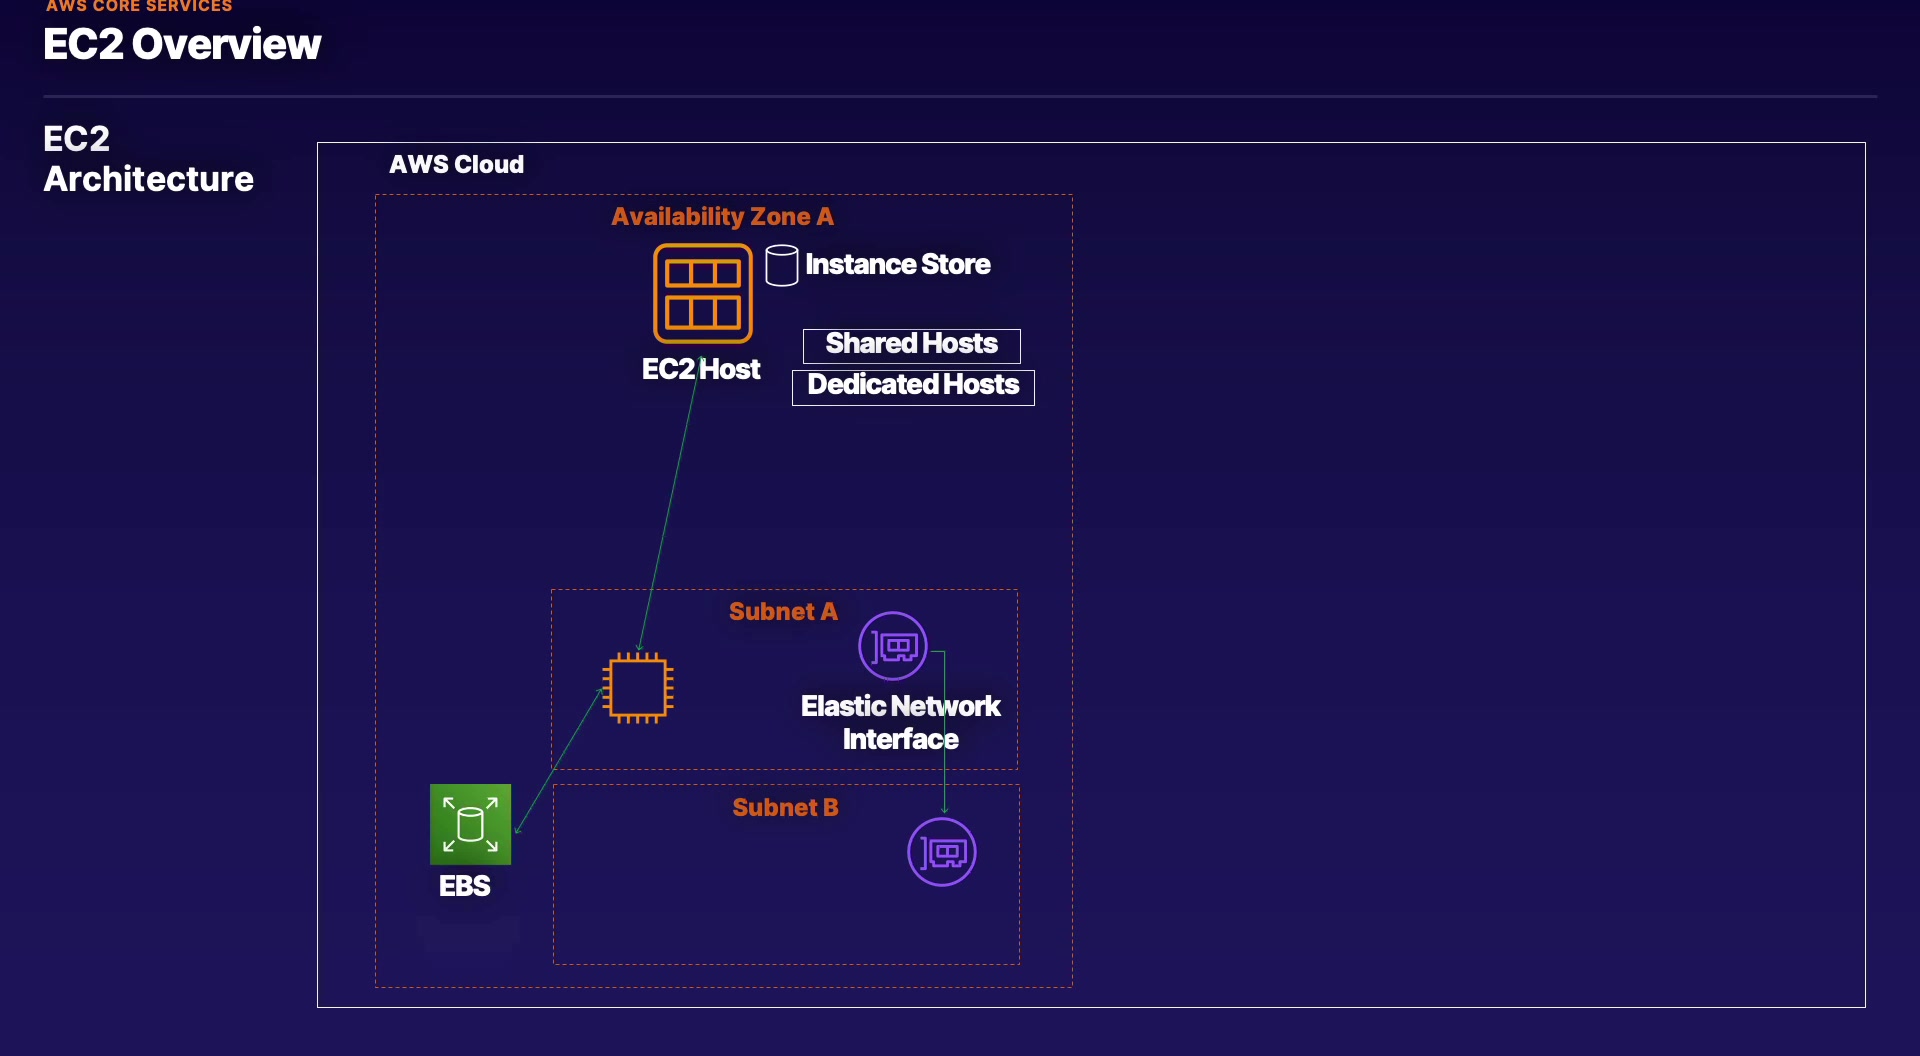 AWS CORE SERVICES
EC2 Overview
EC2
Architecture
AWS Cloud
Availability Zone A
Instance Store
Shared Hosts
EC2 Host
Dedicated Hosts
Subnet A
Elastic Network
Interface
Subnet B
EBS